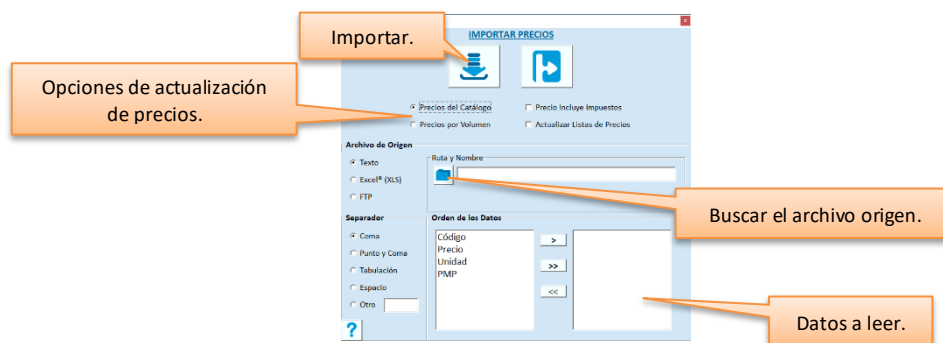 IMPORTAR PRECIOS
Importar.
Opciones de actualización
de precios.
Precios del Catálogo
Precio Incluye Impuestos
Precios por Volumen
Actualizar Listas de Precios
Archivo de Origen
Texto
Excel® (XLS)
FTP
Ruta y Nombre
Buscar el archivo origen.
Separador
Coma
Punto y Coma
Tabulación
Espacio
Otro
Orden de los Datos
Código
Precio
Unidad
PMP
>
>>
<<
Datos a leer.
?